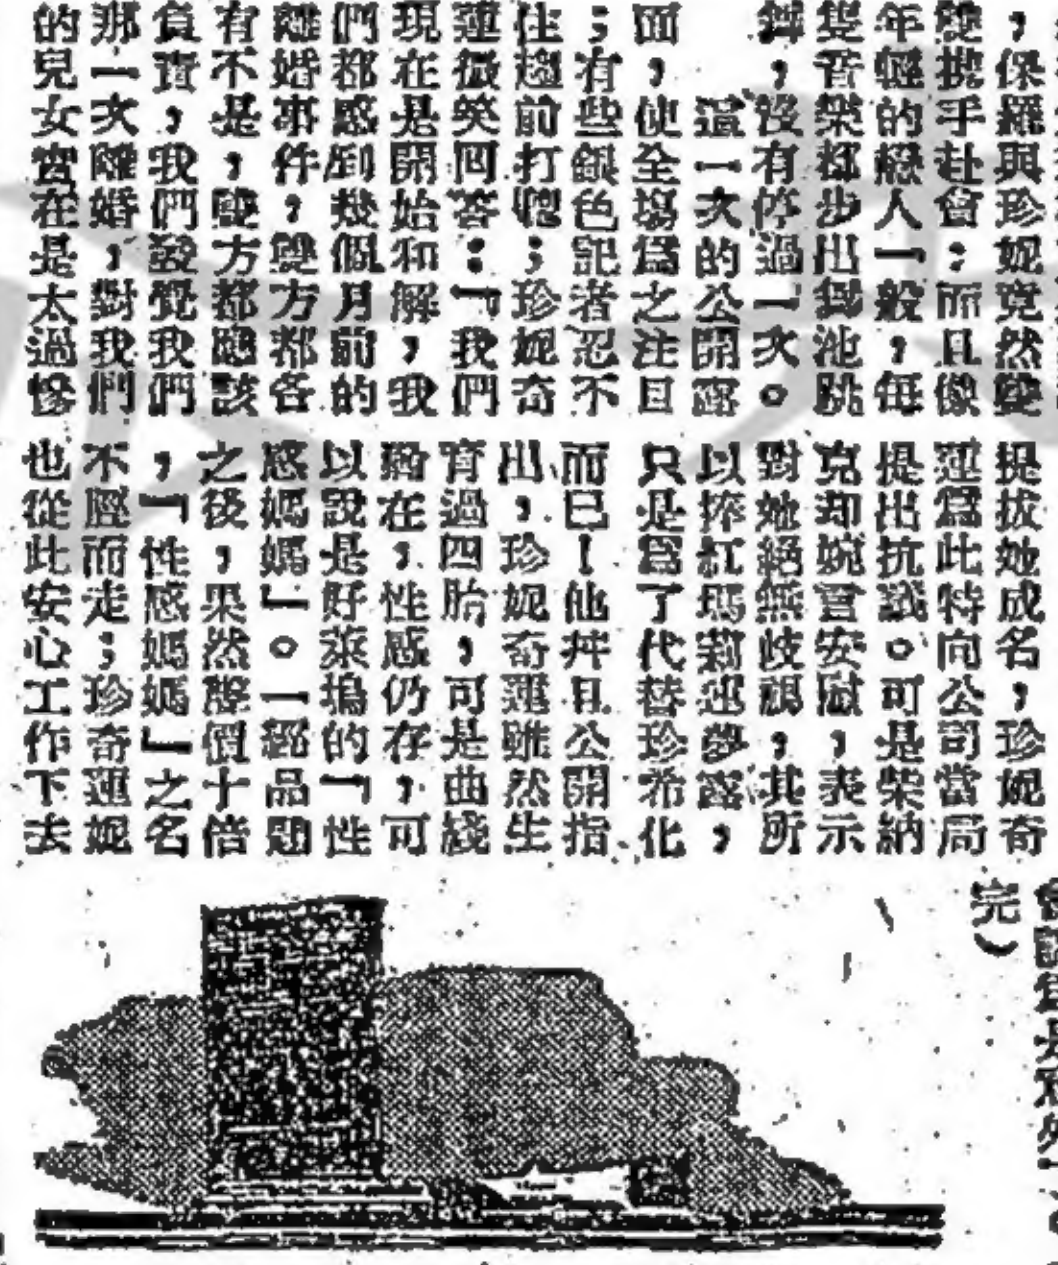 ，保羅與珍妮竟然雙
雙携手赴會；而且像
年輕的戀人一般，每
隻音樂都步出舞池跳
舞，沒有停過一次。
這一次的公開露
面，使全場爲之注目
；有些銀色記者忍不
住趨前打聽；珍妮奇
蓮微笑回答：「我們
現在是開始和解，我
們都感到幾個月前的
離婚事件，雙方都各
有不是，雙方都應該
負責，我們發覺我們
那一次離婚，對我們
的兒女實在是太過慘
提拔她成名，珍妮奇
蓮爲此特向公司當局
提出抗議。可是柴納
克却婉言安慰，表示
對她絕無歧視，其所
以捧紅瑪莉連夢露，
只是爲了代替珍希化
而已！他幷且公開指
出，珍妮奇蓮雖然生
育過四胎，可是曲綫
猶在，性感仍存，可
以說是好萊塢的「性
感媽媽」。一經品題
之後，果然聲價十倍
，「性感媽媽」之名
不脛而走；珍奇蓮妮
也從此安心工作下去
完）